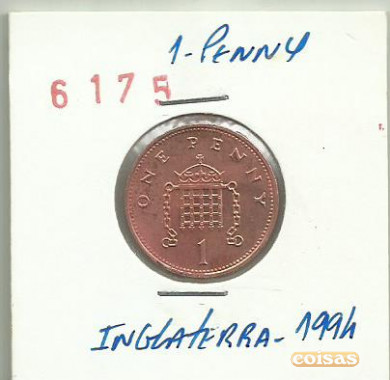 1-PENNY
6175
ONE PENNY
1
INGLATERRA-1994
coisas